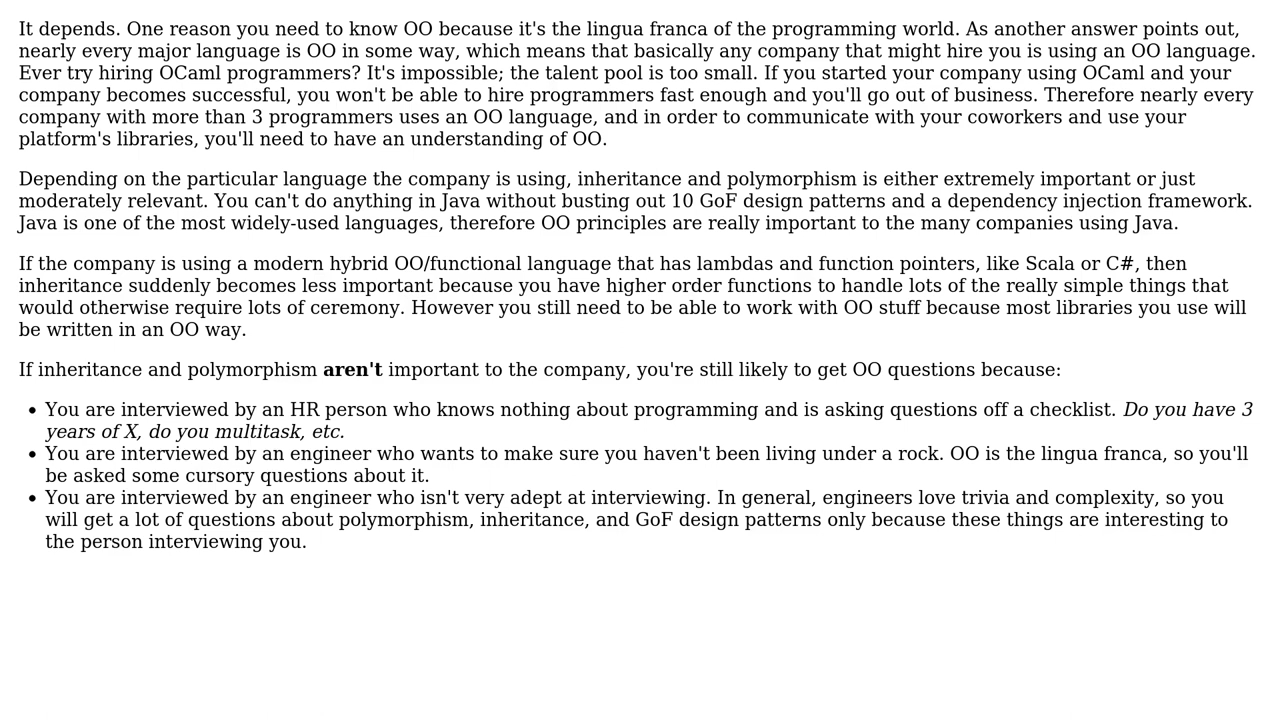 It depends. One reason you need to know OO because it's the lingua franca of the programming world. As another answer points out,
nearly every major language is OO in some way, which means that basically any company that might hire you is using an OO language.
Ever try hiring OCaml programmers? It's impossible; the talent pool is too small. If you started your company using OCaml and your
company becomes successful, you won't be able to hire programmers fast enough and you'll go out of business. Therefore nearly every
company with more than 3 programmers uses an OO language, and in order to communicate with your coworkers and use your
platform's libraries, you'll need to have an understanding of OO.
Depending on the particular language the company is using, inheritance and polymorphism is either extremely important or just
moderately relevant. You can't do anything in Java without busting out 10 GoF design patterns and a dependency injection framework.
Java is one of the most widely-used languages, therefore OO principles are really important to the many companies using Java.
If the company is using a modern hybrid OO/functional language that has lambdas and function pointers, like Scala or C#, then
inheritance suddenly becomes less important because you have higher order functions to handle lots of the really simple things that
would otherwise require lots of ceremony. However you still need to be able to work with OO stuff because most libraries you use will
be written in an OO way.
If inheritance and polymorphism aren't important to the company, you're still likely to get OO questions because:
• You are interviewed by an HR person who knows nothing about programming and is asking questions off a checklist. Do you have 3
years of X, do you multitask, etc.
• You are interviewed by an engineer who wants to make sure you haven't been living under a rock. OO is the lingua franca, so you'll
be asked some cursory questions about it.
• You are interviewed by an engineer who isn't very adept at interviewing. In general, engineers love trivia and complexity, so you
will get a lot of questions about polymorphism, inheritance, and GoF design patterns only because these things are interesting to
the person interviewing you.